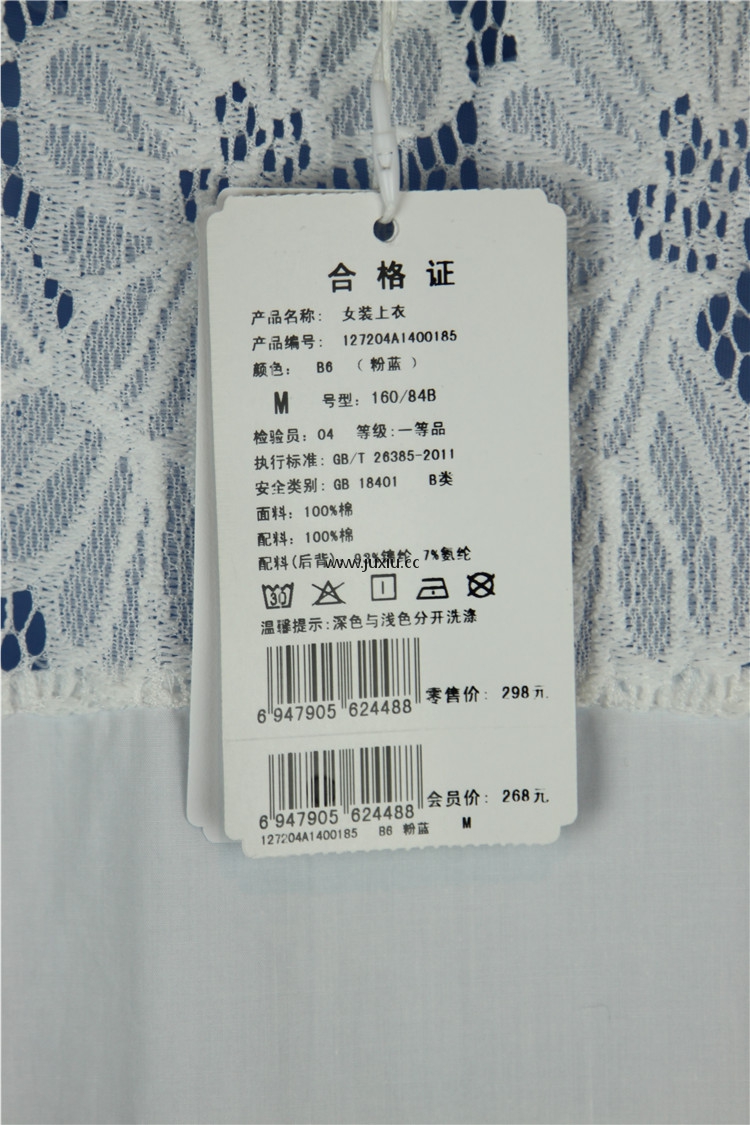 合格证
产品名称: 女装上衣
产品编号: 127204A1400185
颜色: B6 (粉蓝)
M 号型: 160/84B
检验员: 04 等级:一等品
执行标准: GB/T 26385-2011
安全类别: GB 18401 B类
面料: 100%棉
配料: 100%棉
配料(后背): 93%锦纶 7%氨纶
www.juxiu.cc
30
温馨提示:深色与浅色分开洗涤
6 947905 624488 零售价: 298元
6 947905 624488 会员价: 268元
127204A1400185 B6 粉蓝 M